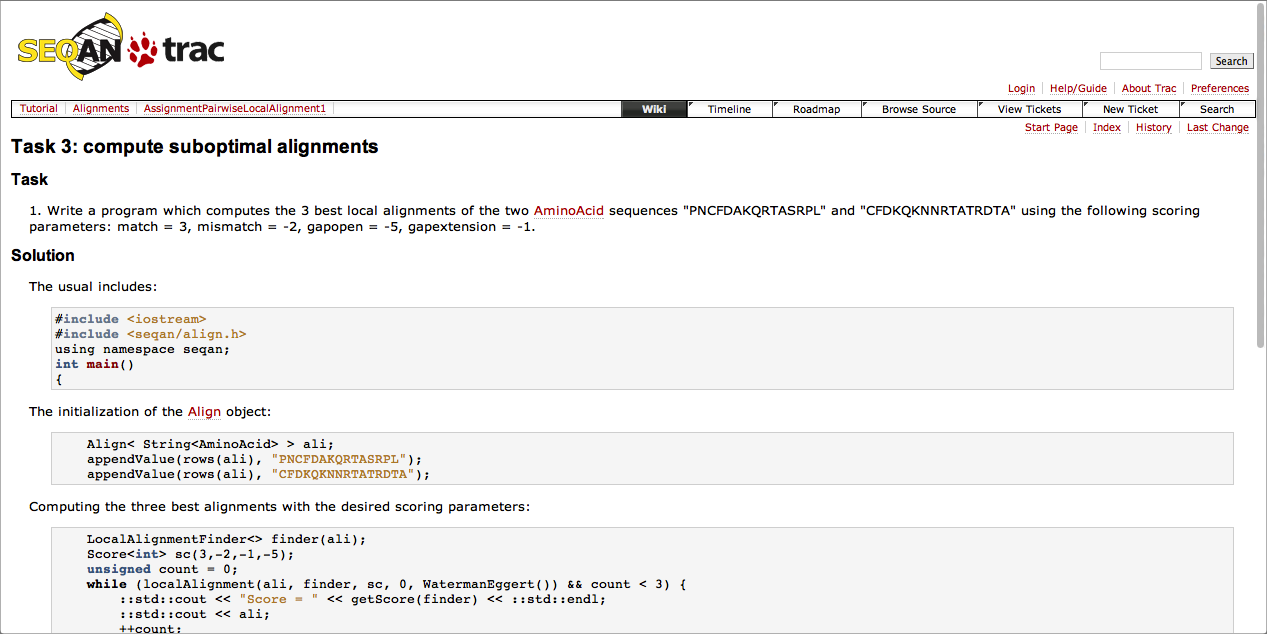 SEQAN trac
Search
Login Help/Guide About Trac Preferences
Tutorial Alignments AssignmentPairwiseLocalAlignment1 Wiki Timeline Roadmap Browse Source View Tickets New Ticket Search
Start Page Index History Last Change
Task 3: compute suboptimal alignments
Task
1. Write a program which computes the 3 best local alignments of the two AminoAcid sequences "PNCFDAKQRTASRPL" and "CFDKQKNNRTATRDTA" using the following scoring
parameters: match = 3, mismatch = -2, gapopen = -5, gapextension = -1.
Solution
The usual includes:
#include <iostream>
#include <seqan/align.h>
using namespace seqan;
int main()
{
The initialization of the Align object:
Align< String<AminoAcid> > ali;
appendValue(rows(ali), "PNCFDAKQRTASRPL");
appendValue(rows(ali), "CFDKQKNNRTATRDTA");
Computing the three best alignments with the desired scoring parameters:
LocalAlignmentFinder<> finder(ali);
Score<int> sc(3,-2,-1,-5);
unsigned count = 0;
while (localAlignment(ali, finder, sc, 0, WatermanEggert()) && count < 3) {
::std::cout << "Score = " << getScore(finder) << ::std::endl;
::std::cout << ali;
++count;